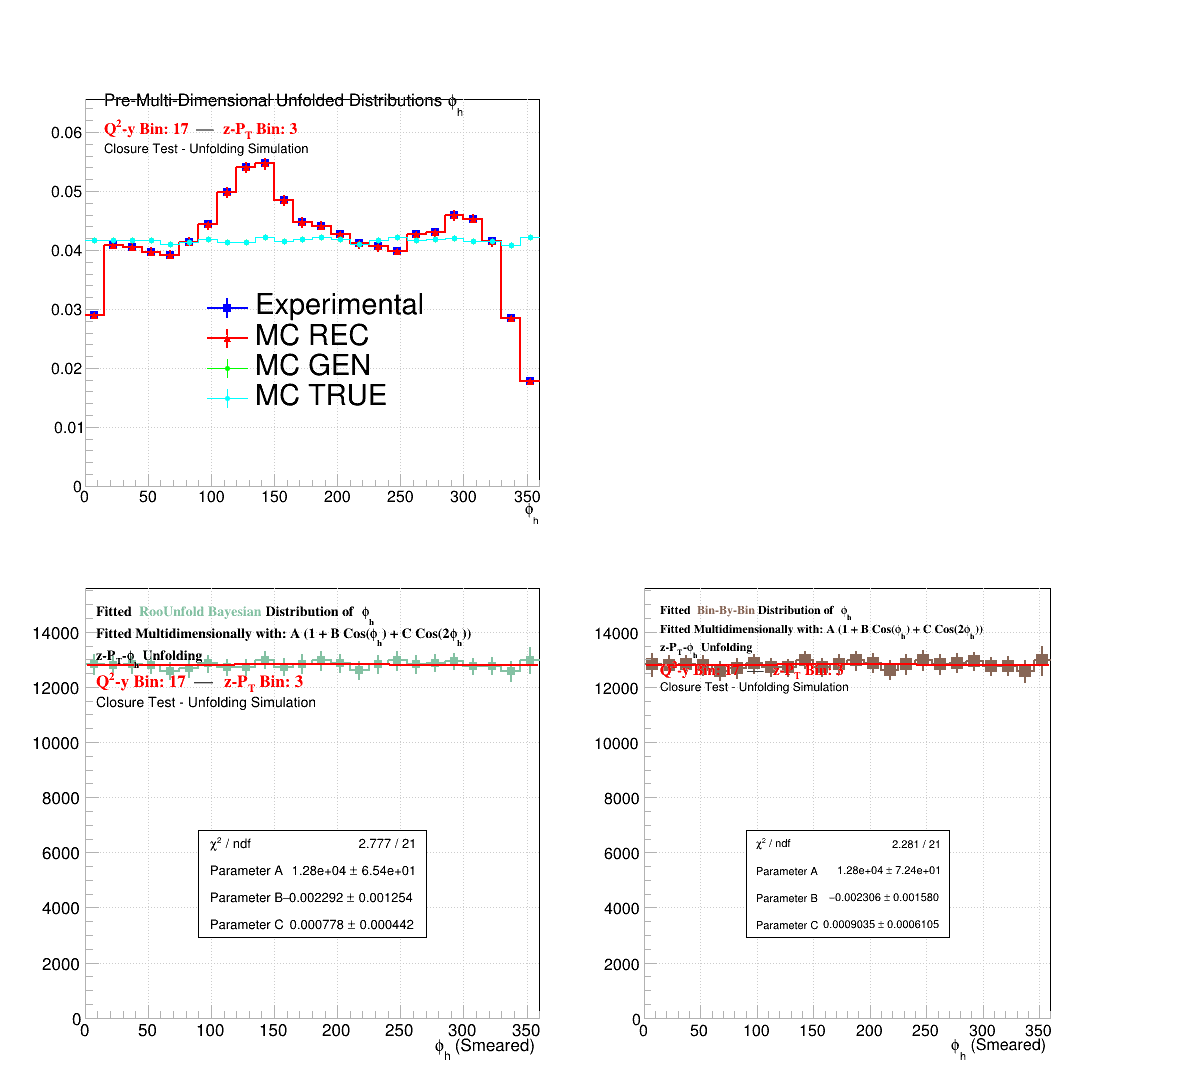 Pre-Multi-Dimensional Unfolded Distributions ϕh
Q²-y Bin: 17 — z-PT Bin: 3
Closure Test - Unfolding Simulation
0.06
0.05
0.04
0.03
0.02
0.01
0
Experimental
MC REC
MC GEN
MC TRUE
0 50 100 150 200 250 300 350
ϕh
Fitted RooUnfold Bayesian Distribution of ϕh
Fitted Multidimensionally with: A (1 + B Cos(ϕh) + C Cos(2ϕh))
z-PT-ϕh Unfolding
Q²-y Bin: 17 — z-PT Bin: 3
Closure Test - Unfolding Simulation
14000
12000
10000
8000
6000
4000
2000
0
χ² / ndf 2.777 / 21
Parameter A 1.28e+04 ± 6.54e+01
Parameter B −0.002292 ± 0.001254
Parameter C 0.000778 ± 0.000442
0 50 100 150 200 250 300 350
ϕh (Smeared)
Fitted Bin-By-Bin Distribution of ϕh
Fitted Multidimensionally with: A (1 + B Cos(ϕh) + C Cos(2ϕh))
z-PT-ϕh Unfolding
Q²-y Bin: 17 — z-PT Bin: 3
Closure Test - Unfolding Simulation
14000
12000
10000
8000
6000
4000
2000
0
χ² / ndf 2.281 / 21
Parameter A 1.28e+04 ± 7.24e+01
Parameter B −0.002306 ± 0.001580
Parameter C 0.0009035 ± 0.0006105
0 50 100 150 200 250 300 350
ϕh (Smeared)